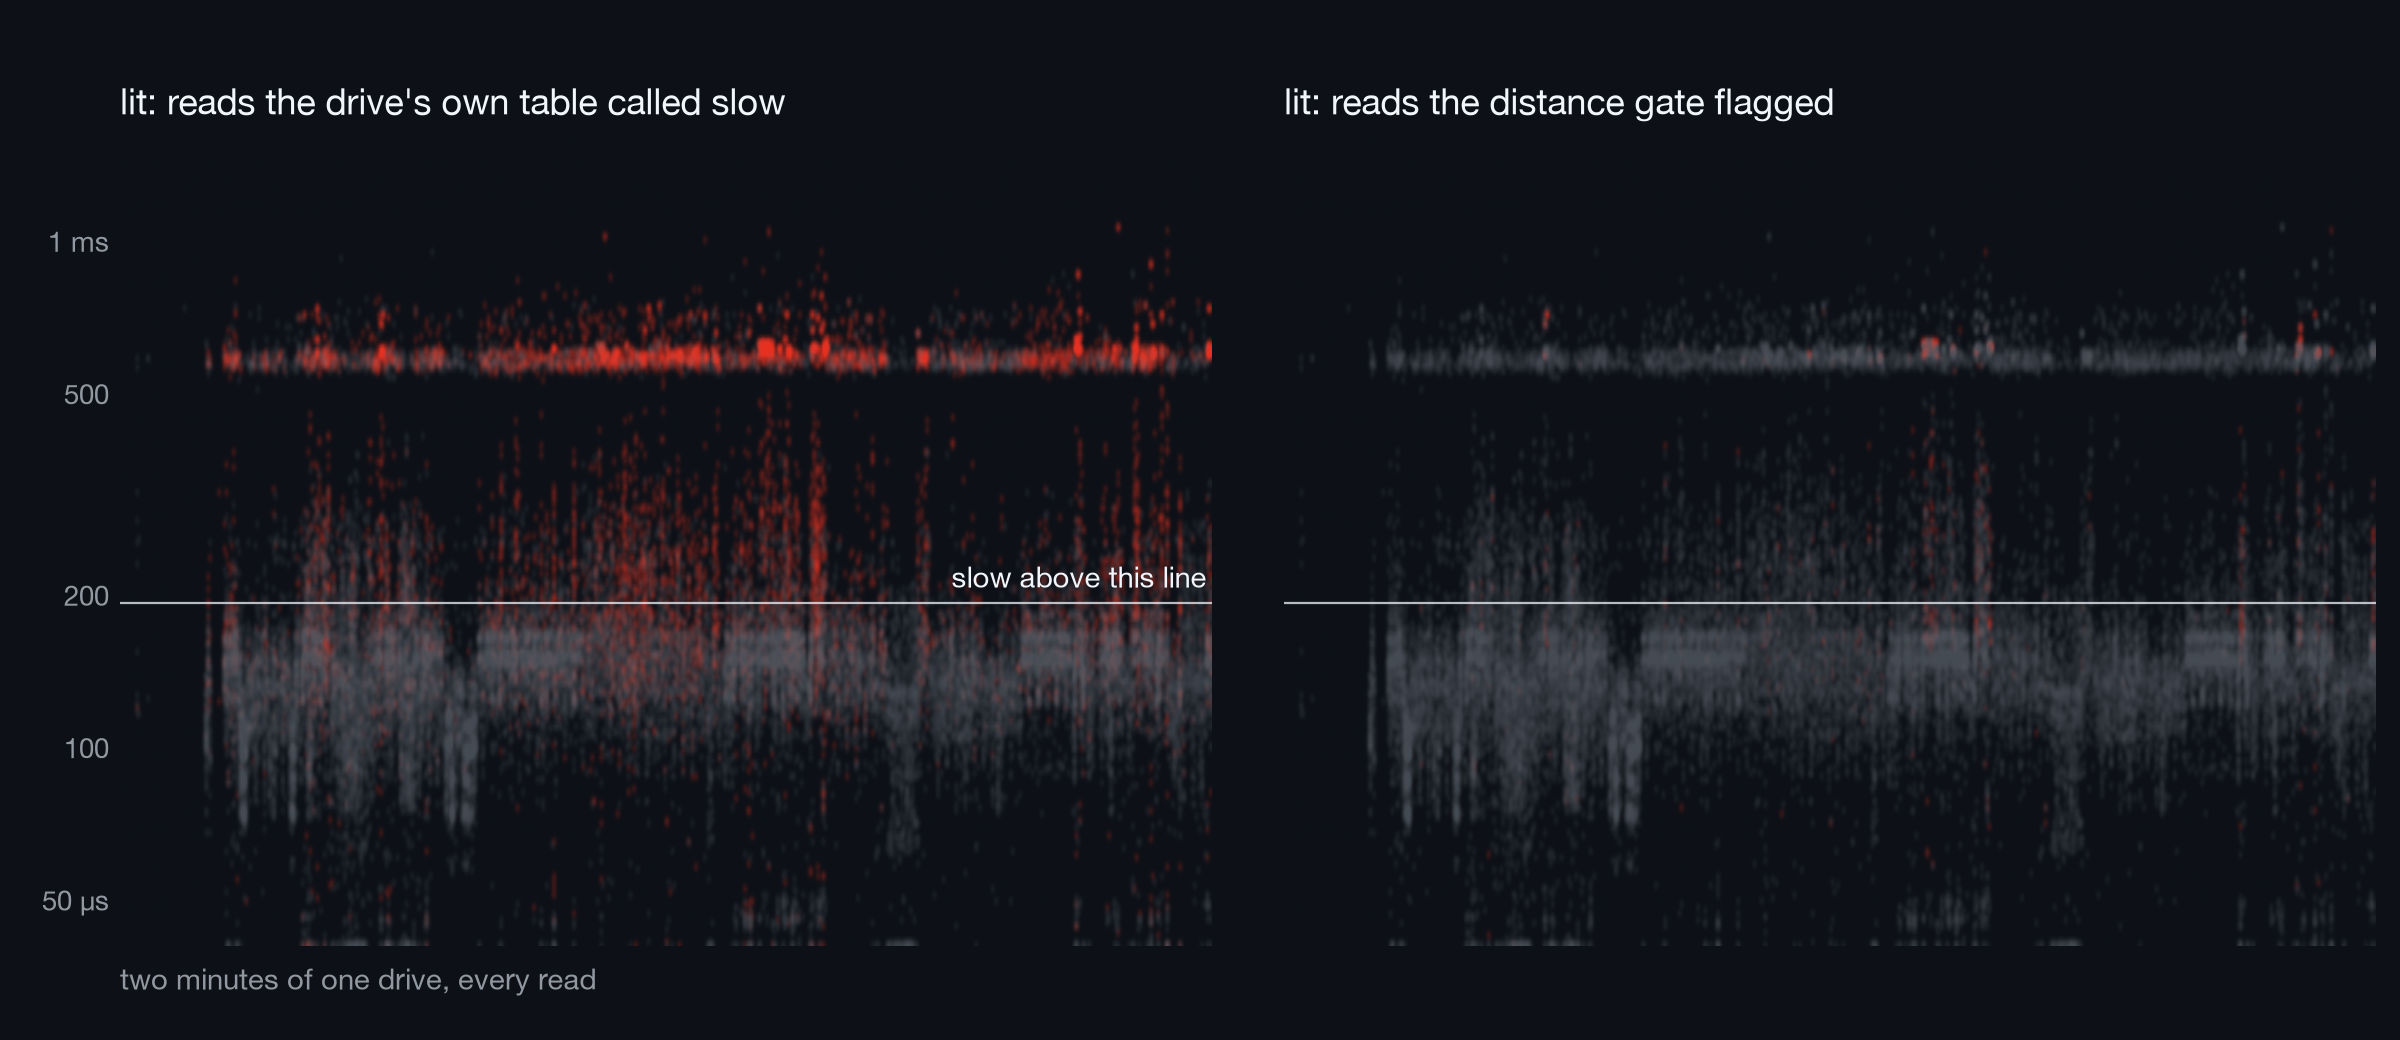 lit: reads the drive's own table called slow
lit: reads the distance gate flagged
1 ms
500
slow above this line
200
100
50 µs
two minutes of one drive, every read